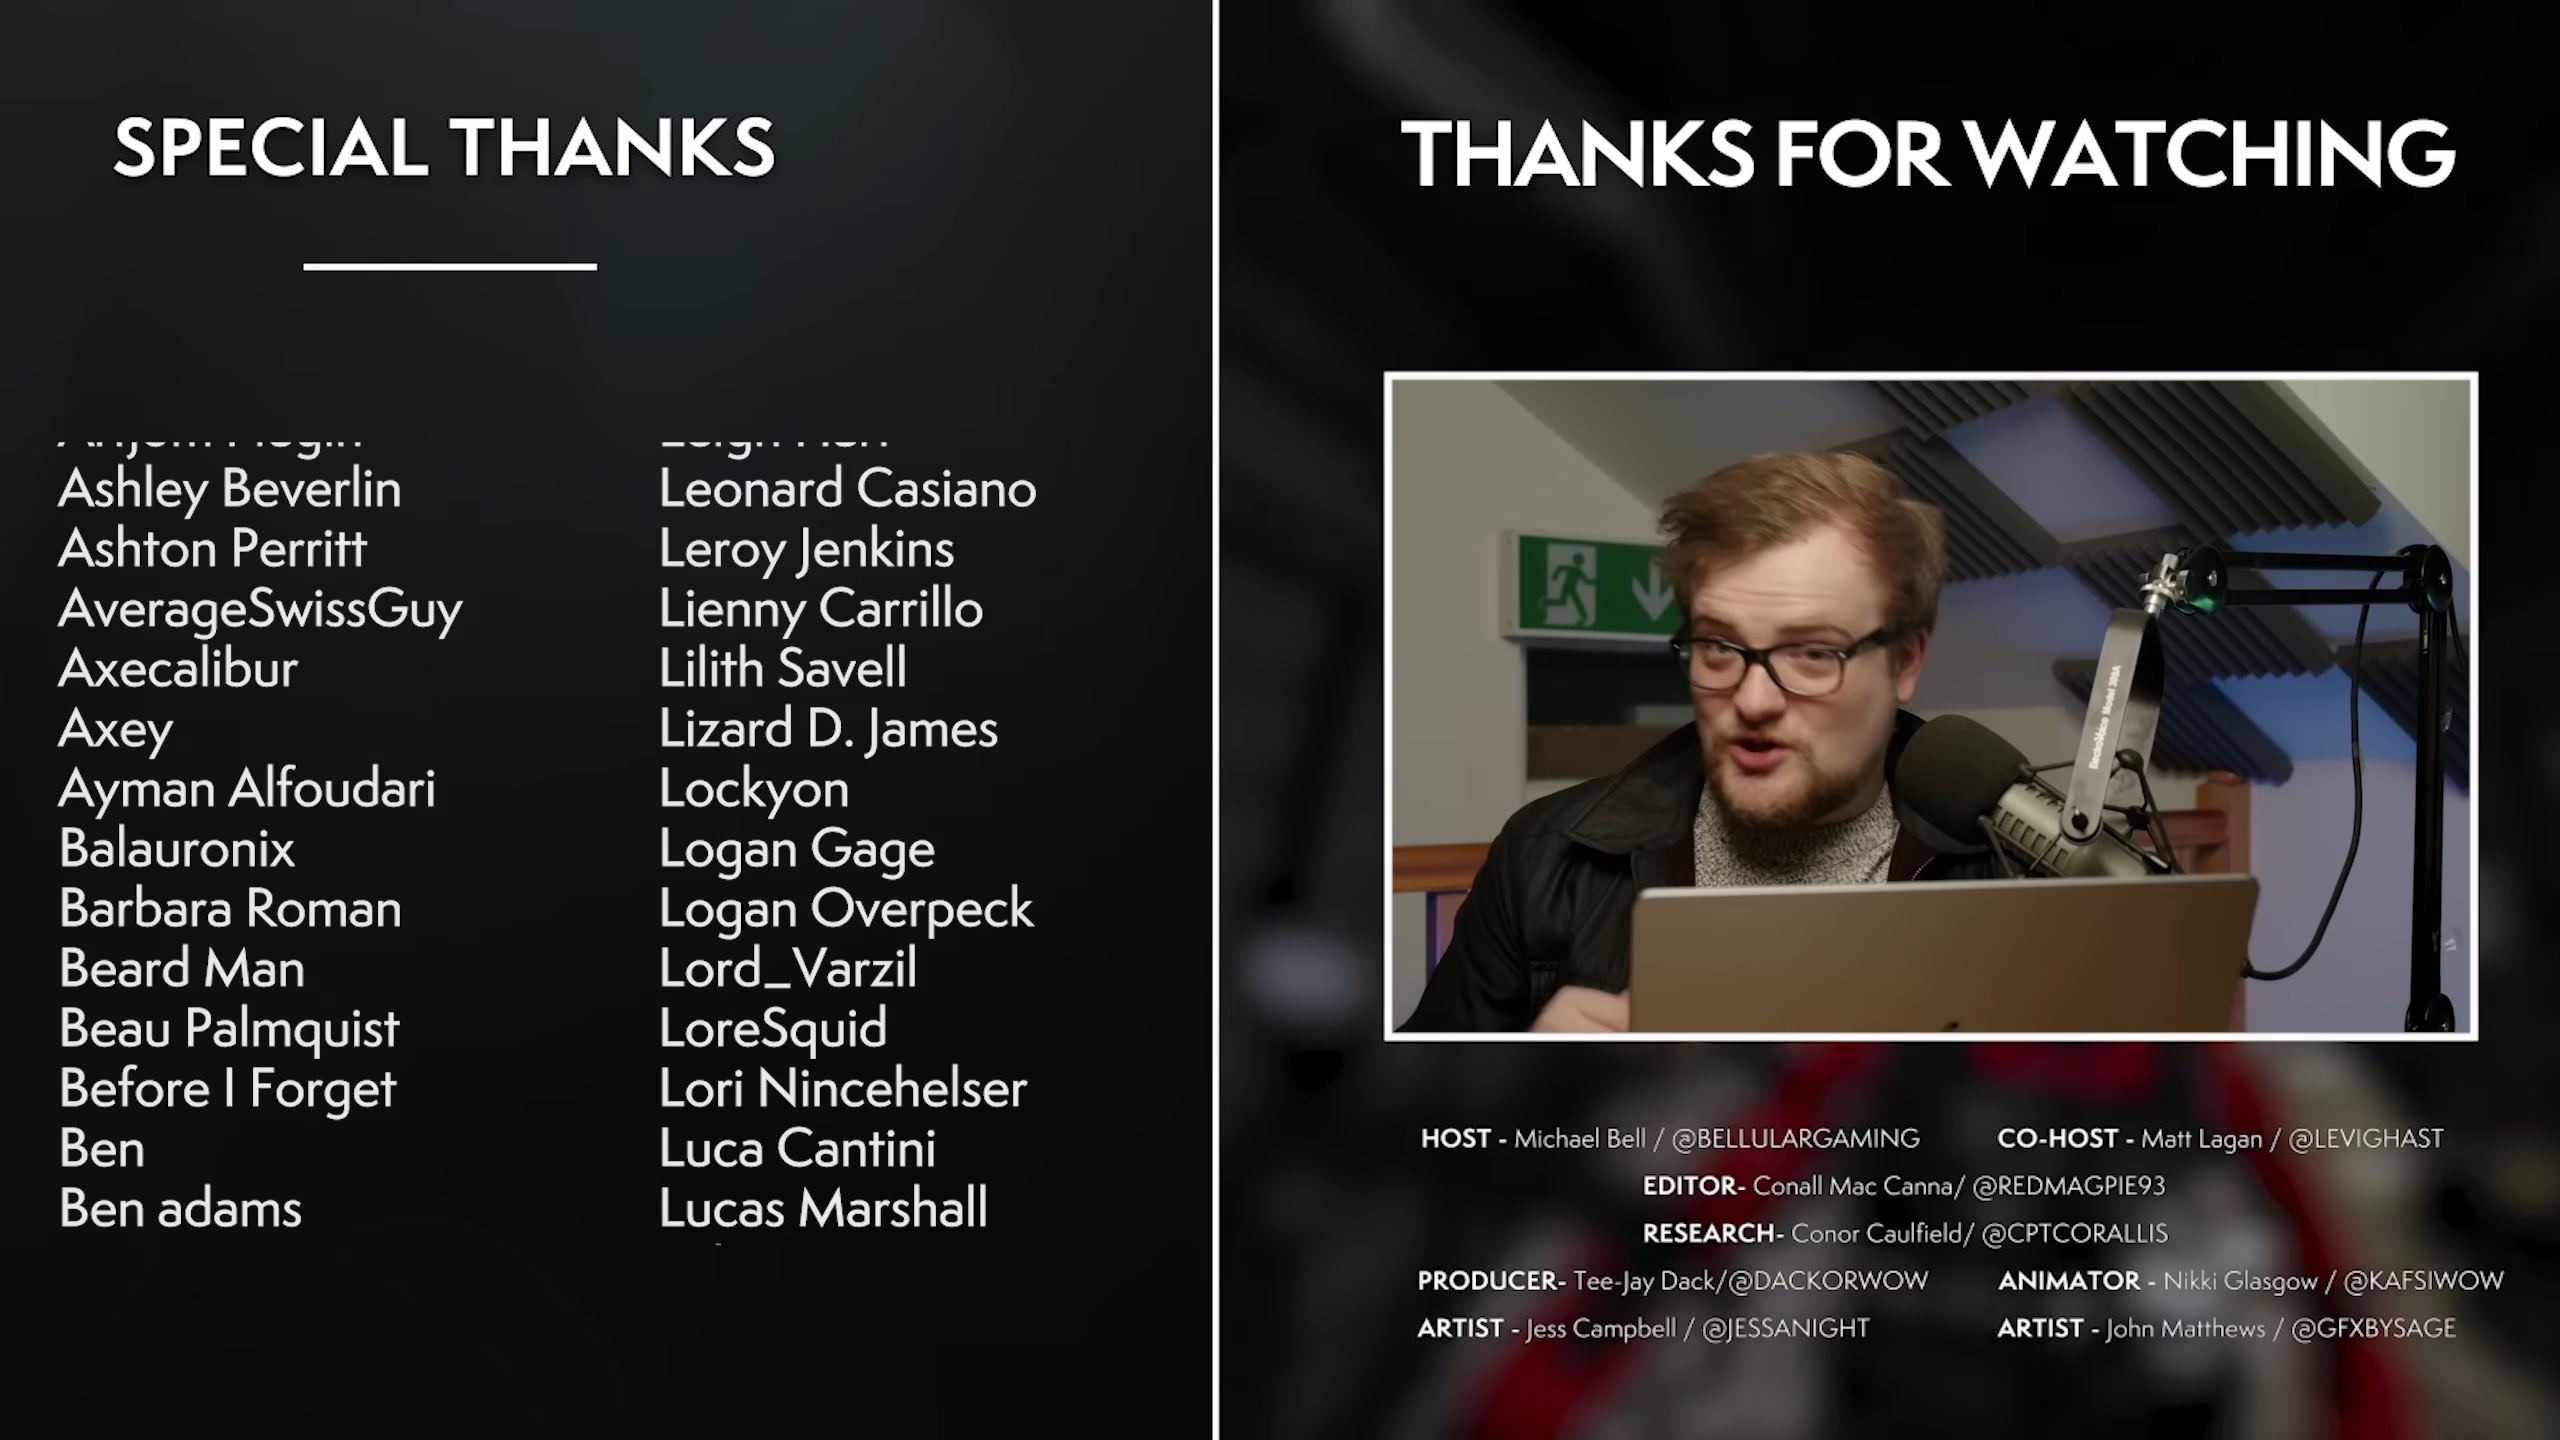 SPECIAL THANKS
Ashley Beverlin
Ashton Perritt
AverageSwissGuy
Axecalibur
Axey
Ayman Alfoudari
Balauronix
Barbara Roman
Beard Man
Beau Palmquist
Before I Forget
Ben
Ben adams
Leonard Casiano
Leroy Jenkins
Lienny Carrillo
Lilith Savell
Lizard D. James
Lockyon
Logan Gage
Logan Overpeck
Lord_Varzil
LoreSquid
Lori Nincehelser
Luca Cantini
Lucas Marshall
THANKS FOR WATCHING
ElectroVoice Model 309A
HOST - Michael Bell / @BELLULARGAMING
CO-HOST - Matt Lagan / @LEVIGHAST
EDITOR- Conall Mac Canna/ @REDMAGPIE93
RESEARCH- Conor Caulfield/ @CPTCORALLIS
PRODUCER- Tee-Jay Dack/@DACKORWOW
ANIMATOR - Nikki Glasgow / @KAFSIWOW
ARTIST - Jess Campbell / @JESSANIGHT
ARTIST - John Matthews / @GFXBYSAGE